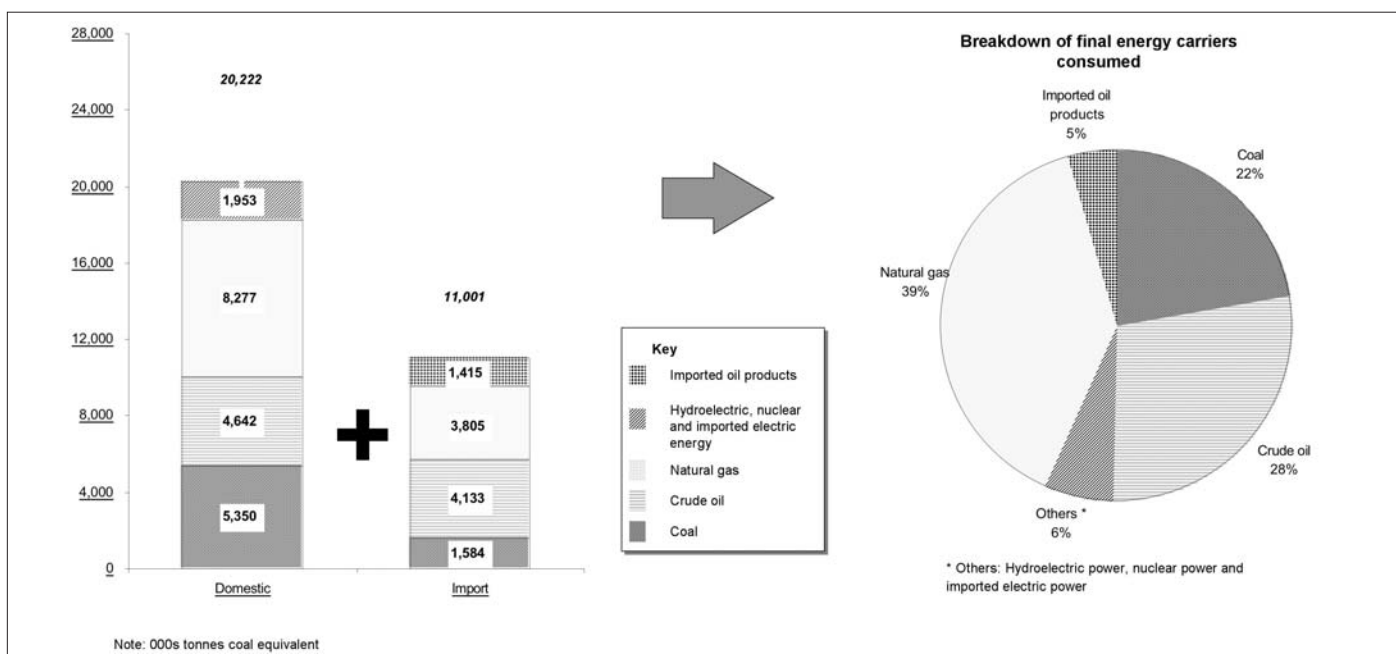 28,000
24,000
20,000
16,000
12,000
8,000
4,000
0
20,222
1,953
8,277
4,642
5,350
Domestic
11,001
1,415
3,805
4,133
1,584
Import
Note: 000s tonnes coal equivalent
Key
Imported oil products
Hydroelectric, nuclear
and imported electric
energy
Natural gas
Crude oil
Coal
Breakdown of final energy carriers
consumed
Imported oil
products
5%
Coal
22%
Natural gas
39%
Crude oil
28%
Others *
6%
* Others: Hydroelectric power, nuclear power and
imported electric power